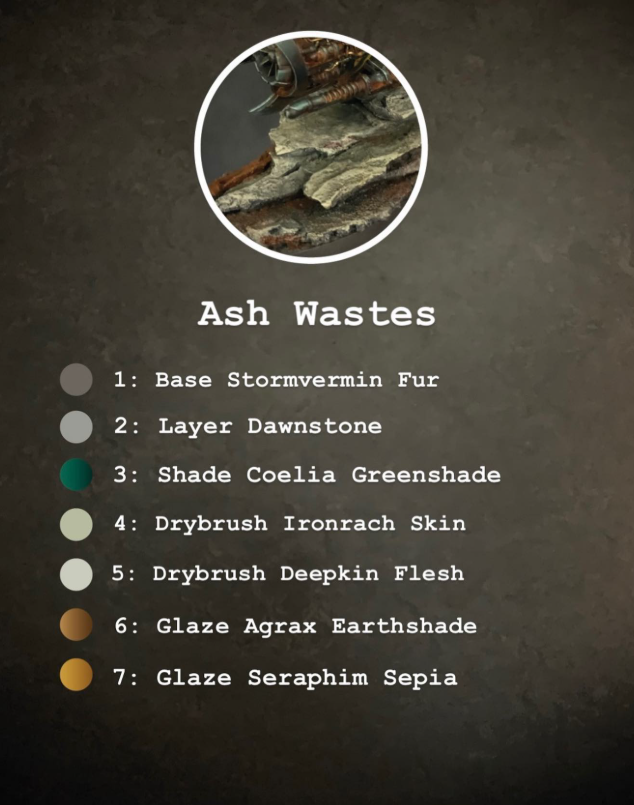 Ash Wastes
1: Base Stormvermin Fur
2: Layer Dawnstone
3: Shade Coelia Greenshade
4: Drybrush Ironrach Skin
5: Drybrush Deepkin Flesh
6: Glaze Agrax Earthshade
7: Glaze Seraphim Sepia